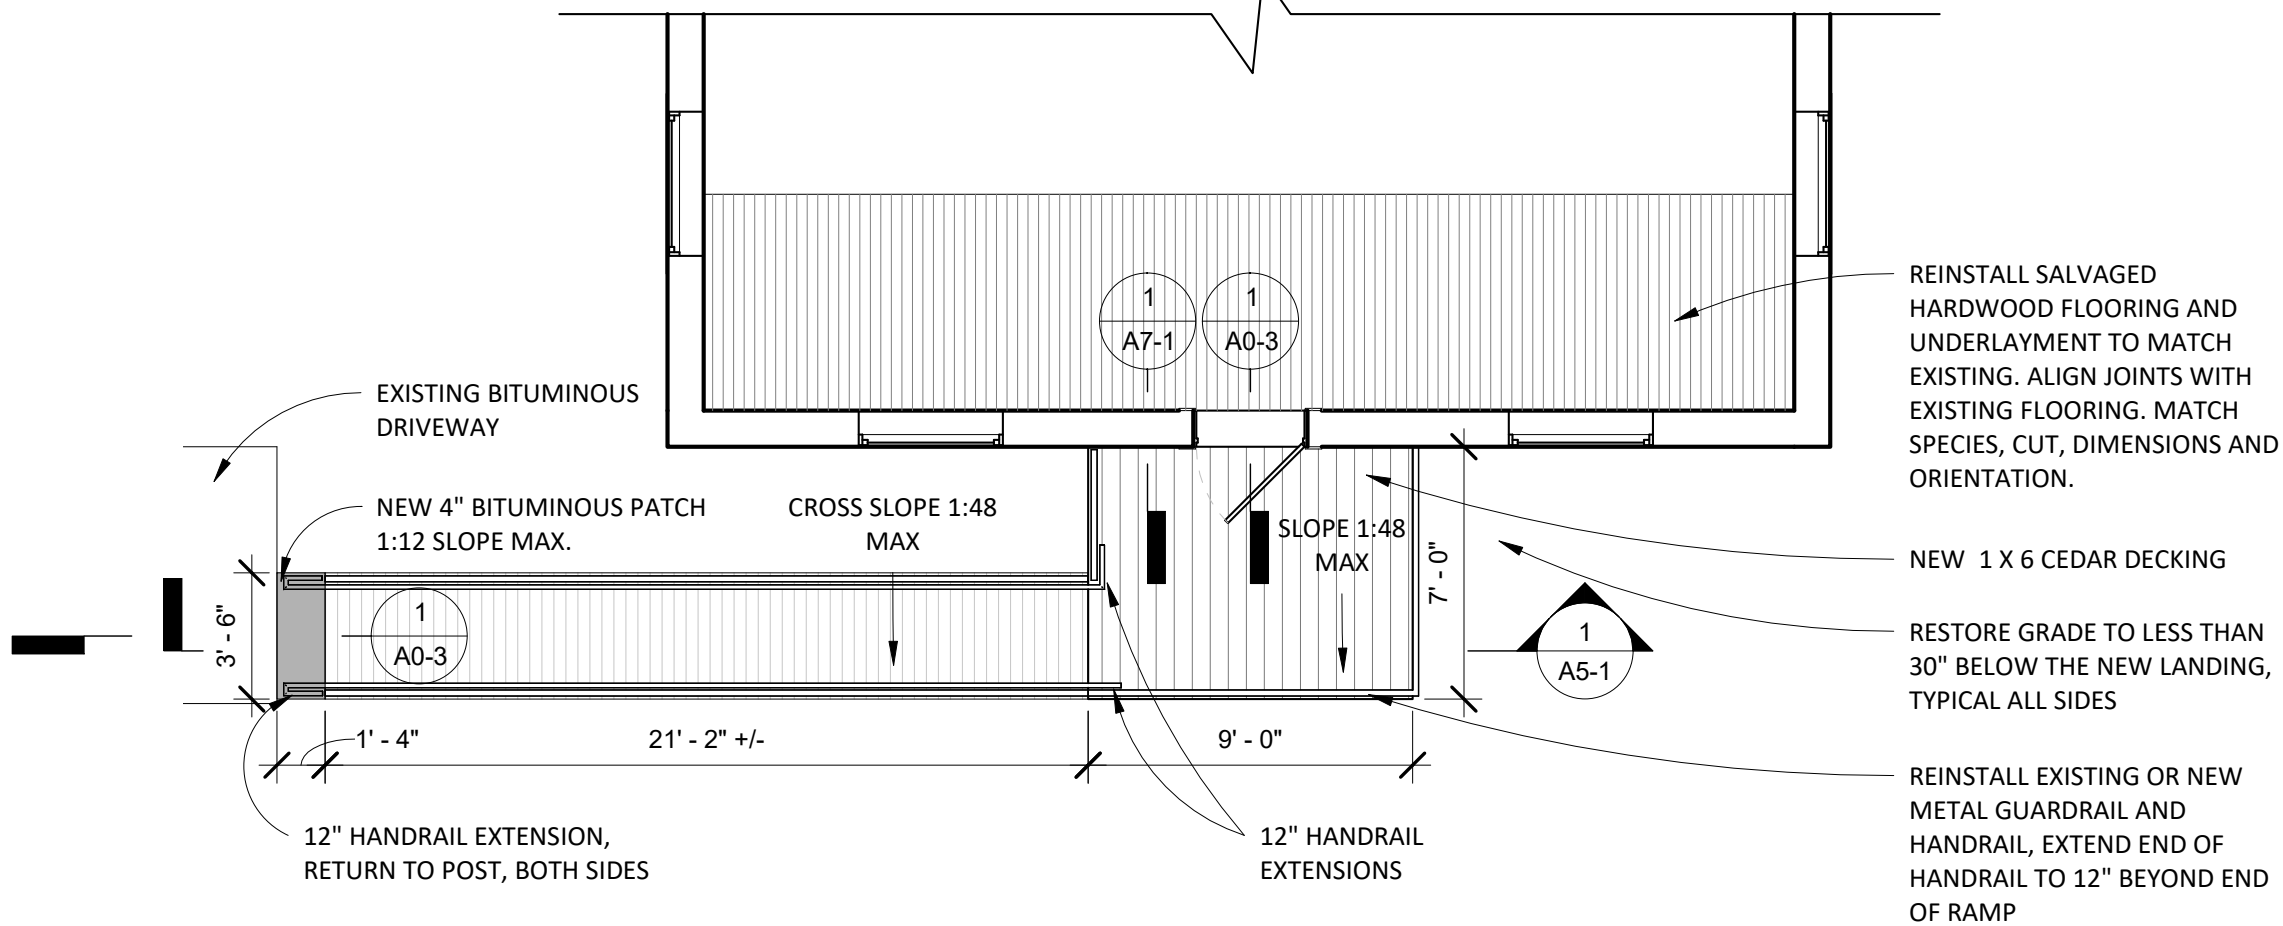 REINSTALL SALVAGED
HARDWOOD FLOORING AND
UNDERLAYMENT TO MATCH
EXISTING. ALIGN JOINTS WITH
EXISTING FLOORING. MATCH
SPECIES, CUT, DIMENSIONS AND
ORIENTATION.
1
A7-1
1
A0-3
EXISTING BITUMINOUS
DRIVEWAY
NEW 4" BITUMINOUS PATCH
1:12 SLOPE MAX.
CROSS SLOPE 1:48
MAX
SLOPE 1:48
MAX
7' - 0"
NEW 1 X 6 CEDAR DECKING
3' - 6"
1
A0-3
1
A5-1
RESTORE GRADE TO LESS THAN
30" BELOW THE NEW LANDING,
TYPICAL ALL SIDES
1' - 4"
21' - 2" +/-
9' - 0"
REINSTALL EXISTING OR NEW
METAL GUARDRAIL AND
HANDRAIL, EXTEND END OF
HANDRAIL TO 12" BEYOND END
OF RAMP
12" HANDRAIL EXTENSION,
RETURN TO POST, BOTH SIDES
12" HANDRAIL
EXTENSIONS